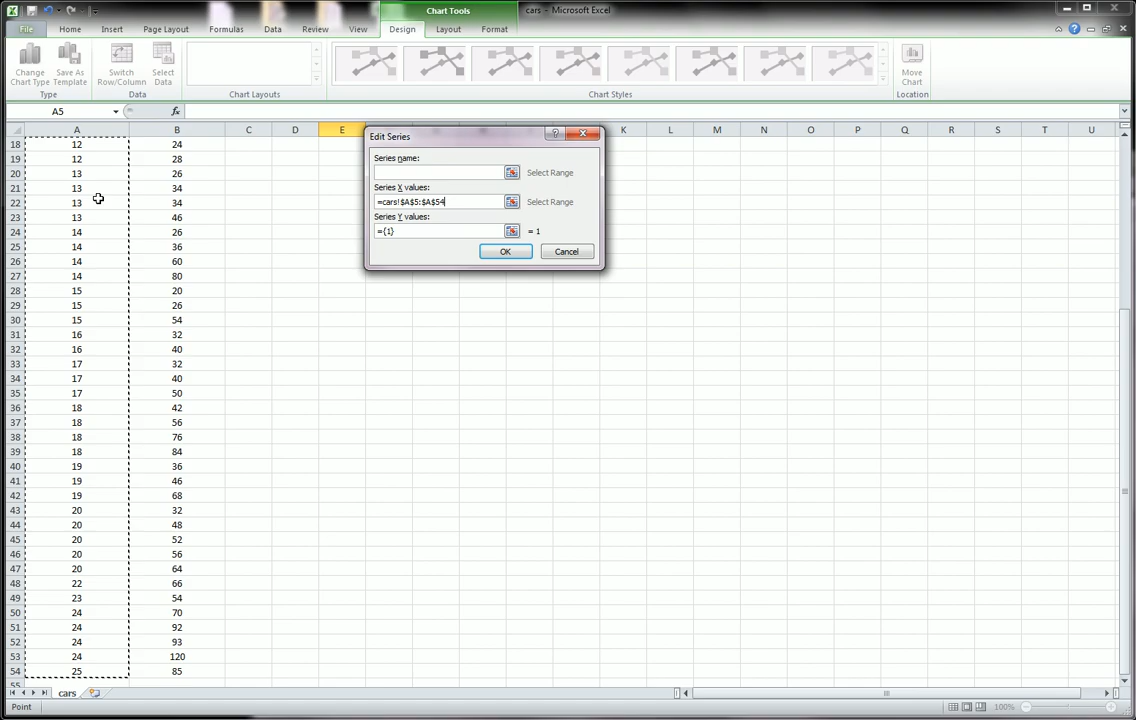 Chart Tools
cars - Microsoft Excel
File Home Insert Page Layout Formulas Data Review View Design Layout Format
Change Chart Type
Save As Template
Switch Row/Column
Select Data
Move Chart
Type Data Chart Layouts Chart Styles Location
A5 fx
A B C D E K L M N O P Q R S T U
18 12 24
19 12 28
20 13 26
21 13 34
22 13 34
23 13 46
24 14 26
25 14 36
26 14 60
27 14 80
28 15 20
29 15 26
30 15 54
31 16 32
32 16 40
33 17 32
34 17 40
35 17 50
36 18 42
37 18 56
38 18 76
39 18 84
40 19 36
41 19 46
42 19 68
43 20 32
44 20 48
45 20 52
46 20 56
47 20 64
48 22 66
49 23 54
50 24 70
51 24 92
52 24 93
53 24 120
54 25 85
55
Edit Series
Series name:
Select Range
Series X values:
=cars!$A$5:$A$54 Select Range
Series Y values:
={1} = 1
OK Cancel
cars
Point 100%